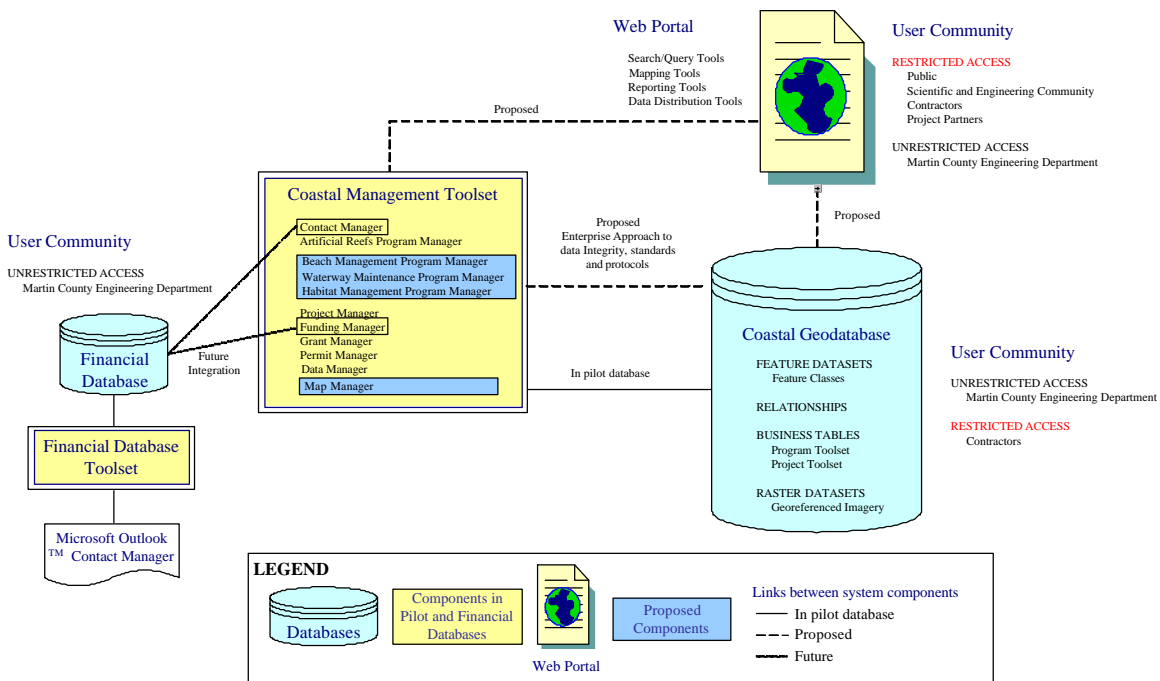 Web Portal
Search/Query Tools
Mapping Tools
Reporting Tools
Data Distribution Tools
User Community
RESTRICTED ACCESS
Public
Scientific and Engineering Community
Contractors
Project Partners
UNRESTRICTED ACCESS
Martin County Engineering Department
Proposed
Proposed
Coastal Management Toolset
Contact Manager
Artificial Reefs Program Manager
Beach Management Program Manager
Waterway Maintenance Program Manager
Habitat Management Program Manager
Project Manager
Funding Manager
Grant Manager
Permit Manager
Data Manager
Map Manager
Proposed
Enterprise Approach to
data Integrity, standards
and protocols
In pilot database
User Community
UNRESTRICTED ACCESS
Martin County Engineering Department
Financial
Database
Future
Integration
Financial Database
Toolset
Microsoft Outlook
TM Contact Manager
Coastal Geodatabase
FEATURE DATASETS
Feature Classes
RELATIONSHIPS
BUSINESS TABLES
Program Toolset
Project Toolset
RASTER DATASETS
Georeferenced Imagery
User Community
UNRESTRICTED ACCESS
Martin County Engineering Department
RESTRICTED ACCESS
Contractors
LEGEND
Databases
Components in
Pilot and Financial
Databases
Web Portal
Proposed
Components
Links between system components
In pilot database
Proposed
Future